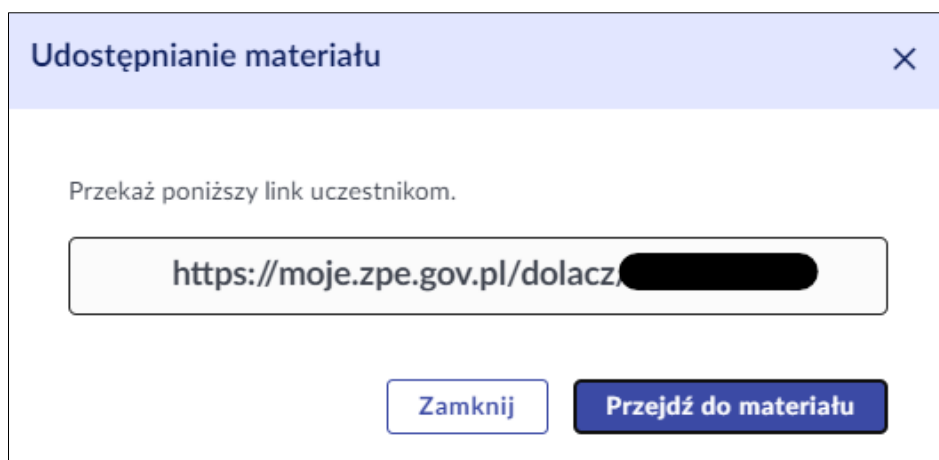 Udostępnianie materiału
Przekaż poniższy link uczestnikom.
https://moje.zpe.gov.pl/dolacz/
Zamknij
Przejdź do materiału